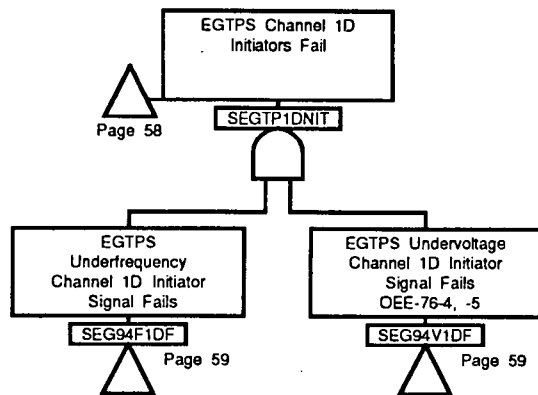 EGTPS Channel 1D
Initiators Fail
Page 58
SEGTP1DNIT
EGTPS
Underfrequency
Channel 1D Initiator
Signal Fails
EGTPS Undervoltage
Channel 1D Initiator
Signal Fails
OEE-76-4, -5
SEG94F1DF
Page 59
SEG94V1DF
Page 59